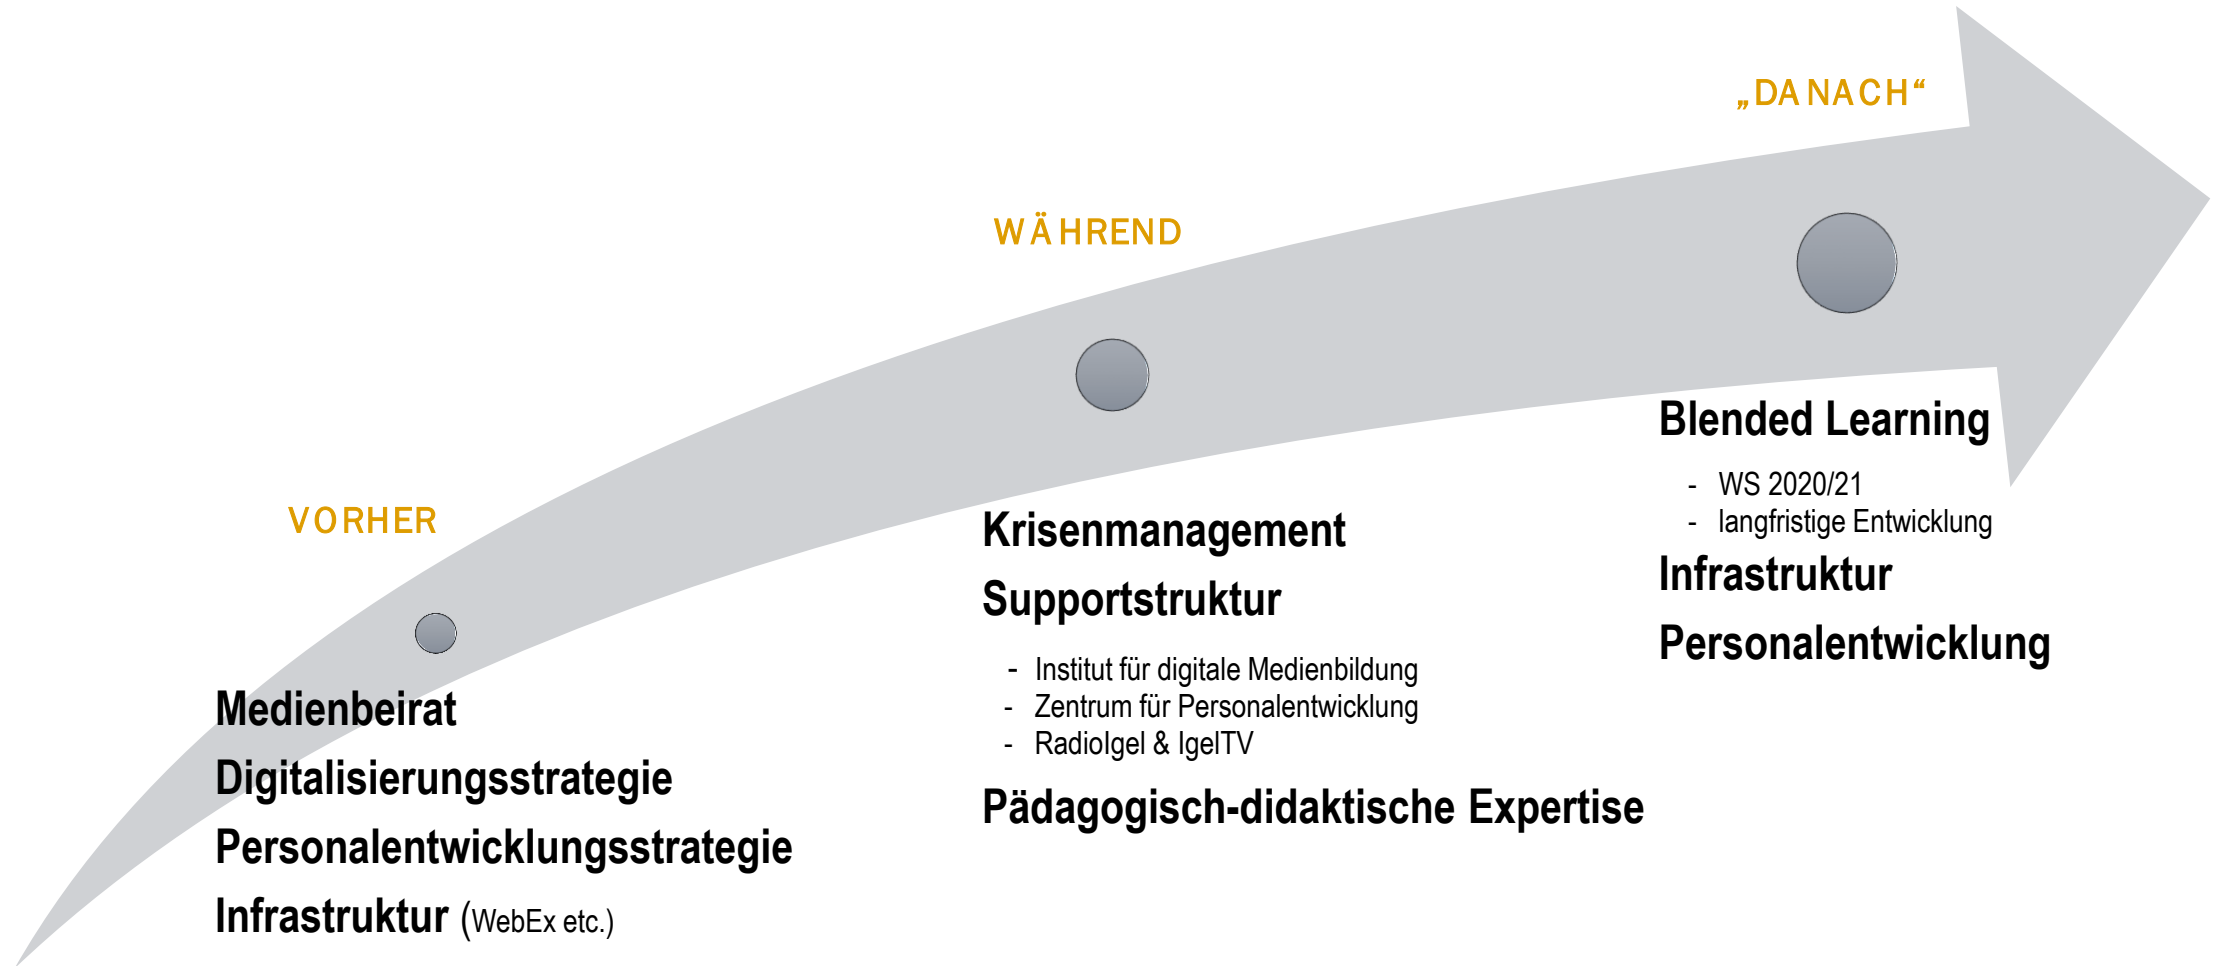 VORHER
Medienbeirat
Digitalisierungsstrategie
Personalentwicklungsstrategie
Infrastruktur (WebEx etc.)
WÄHREND
Krisenmanagement
Supportstruktur
- Institut für digitale Medienbildung
- Zentrum für Personalentwicklung
- RadioIgel & IgelTV
Pädagogisch-didaktische Expertise
„DANACH“
Blended Learning
- WS 2020/21
- langfristige Entwicklung
Infrastruktur
Personalentwicklung